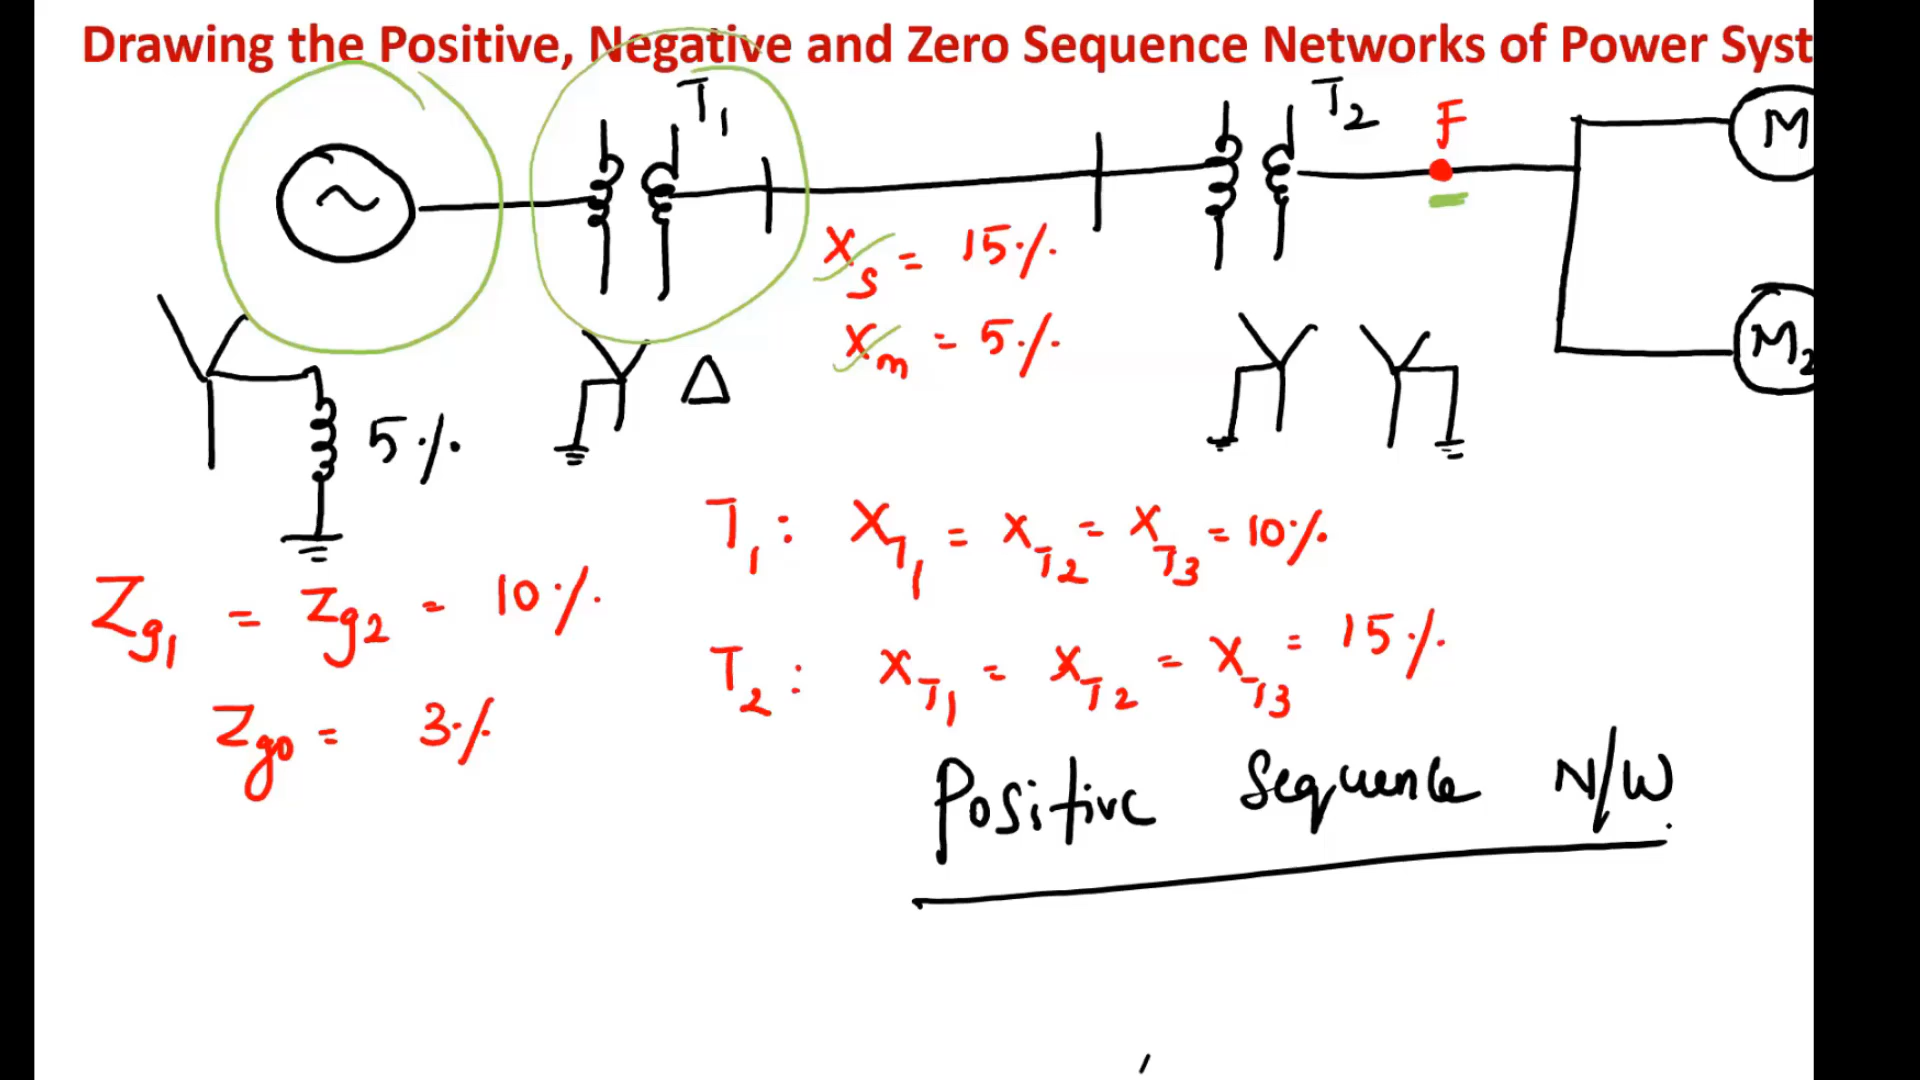 Drawing the Positive, Negative and Zero Sequence Networks of Power Syst
T1
T2
F
M
Xs = 15%
Xm = 5%
M2
Δ
5%
T1: XT1 = XT2 = XT3 = 10%
Zg1 = Zg2 = 10%
T2: XT1 = XT2 = XT3 = 15%
Zg0 = 3%
Positive Sequence N/W.